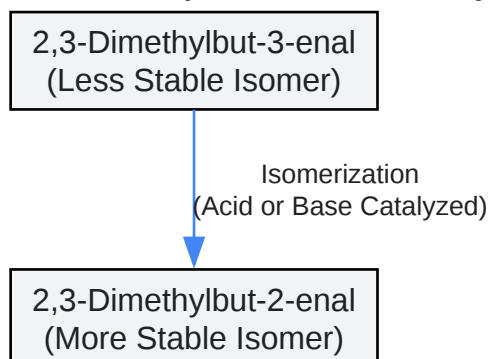 2,3-Dimethylbut-3-enal
(Less Stable Isomer)
Isomerization
(Acid or Base Catalyzed)
2,3-Dimethylbut-2-enal
(More Stable Isomer)